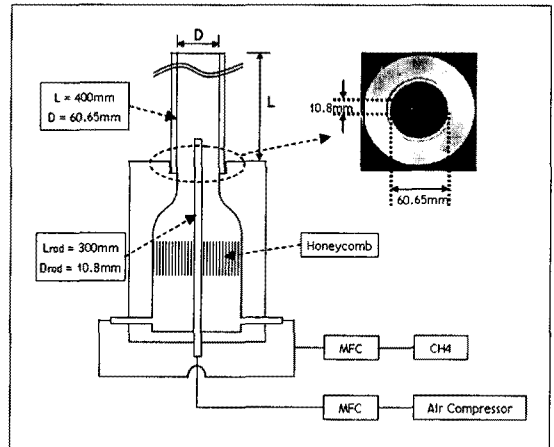 D
L = 400mm
D = 60.65mm
L
10.8mm
60.65mm
Lrod = 300mm
Drod = 10.8mm
Honeycomb
MFC
CH4
MFC
Air Compressor